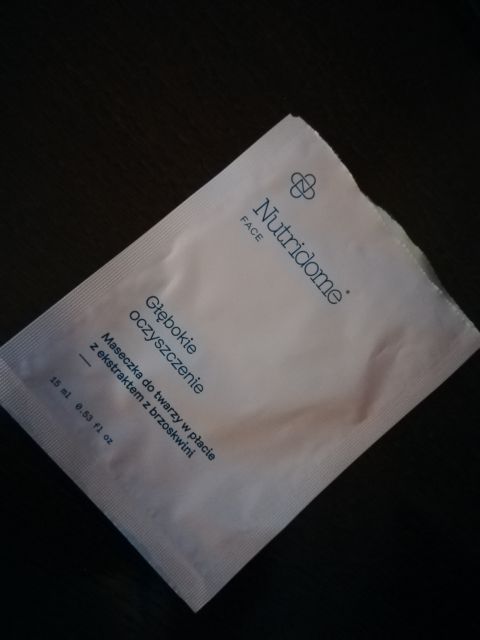 Nutridome®
FACE
Głębokie
oczyszczenie
Maseczka do twarzy w płacie
z ekstraktem z brzoskwini
15 ml 0.53 fl oz